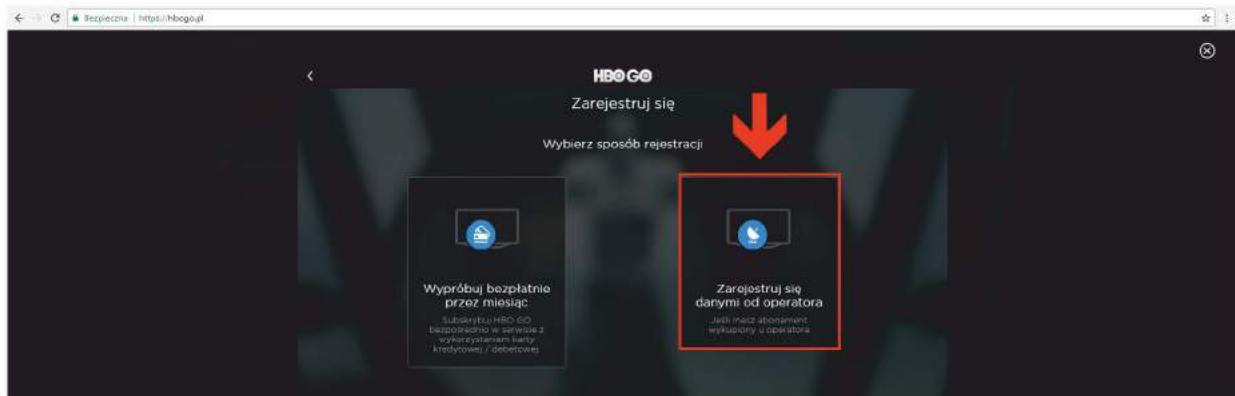 Bezpieczna | https://hbogo.pl
HBO GO
Zarejestruj się
Wybierz sposób rejestracji
Wypróbuj bezpłatnie
przez miesiąc
Subskrybuj HBO GO
bezpośrednio w serwisie z
wykorzystaniem karty
kredytowej / debetowej
Zarejestruj się
danymi od operatora
Jeśli masz abonament
wykupiony u operatora